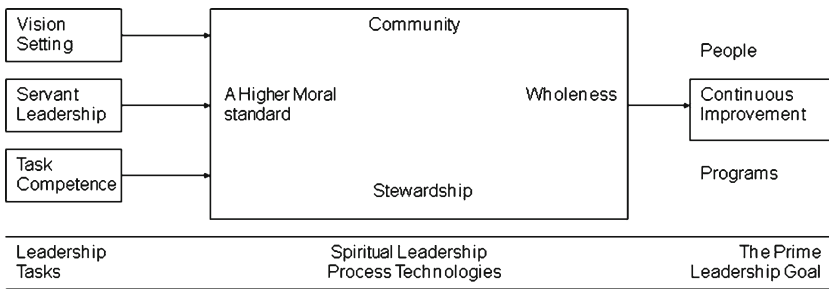 Vision
Setting
Servant
Leadership
Task
Competence
Community
A Higher Moral
standard
Wholeness
Stewardship
People
Continuous
Improvement
Programs
Leadership
Tasks
Spiritual Leadership
Process Technologies
The Prime
Leadership Goal